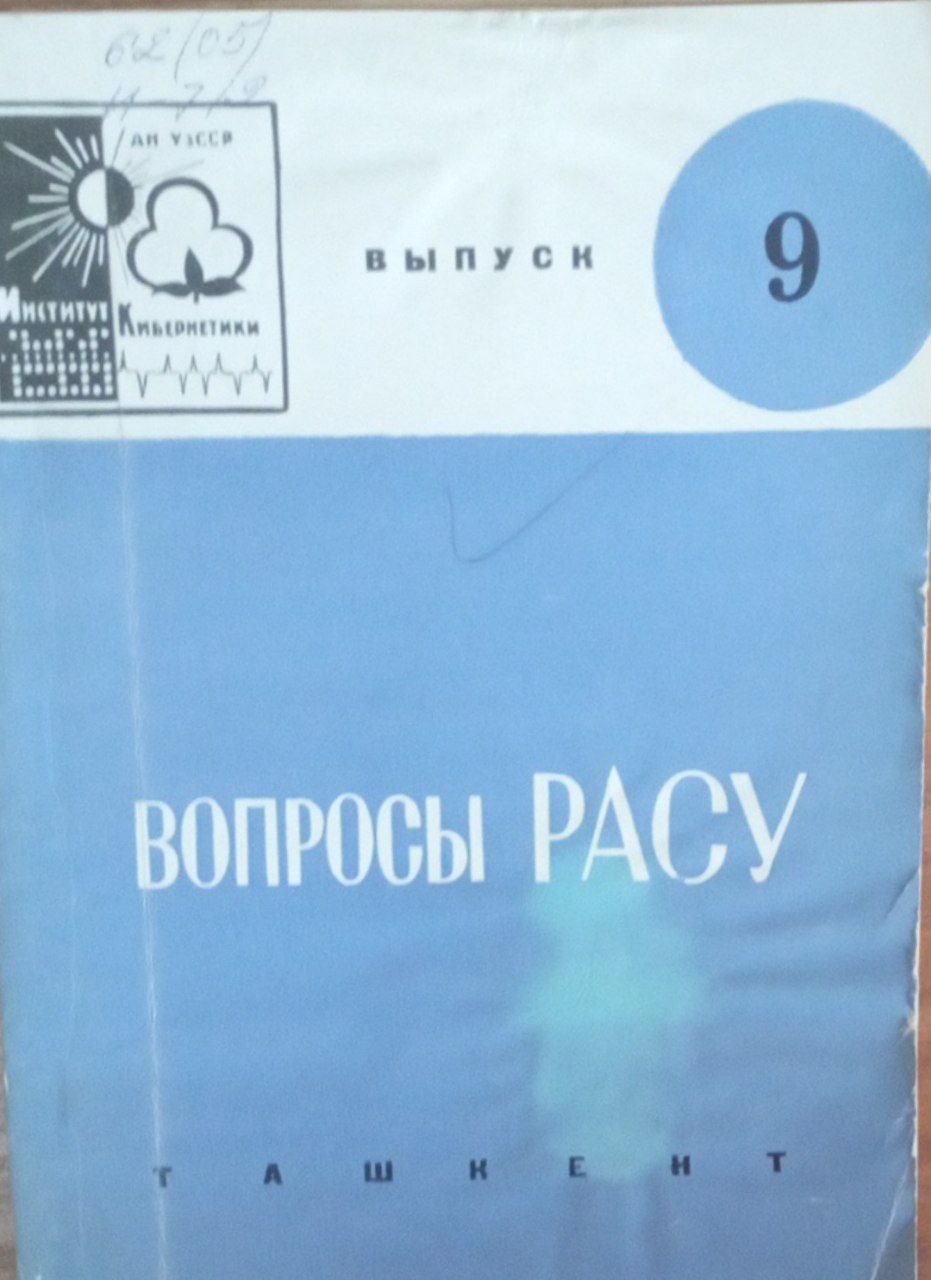 62(05)
АН УзССР
ВЫПУСК
9
ИНСТИТУТ КИБЕРНЕТИКИ
ВОПРОСЫ РАСУ
ТАШКЕНТ